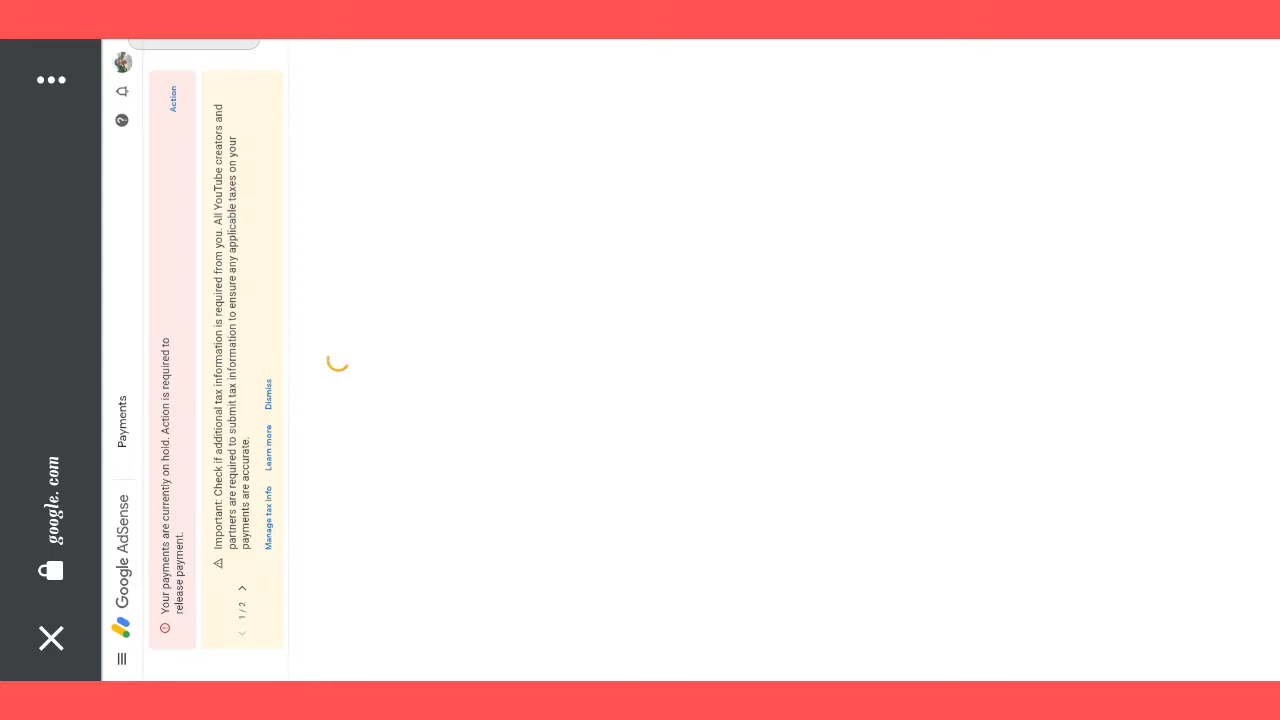 google. com
Google AdSense
Payments
Your payments are currently on hold. Action is required to
release payment.
Action
Important: Check if additional tax information is required from you. All YouTube creators and
partners are required to submit tax information to ensure any applicable taxes on your
payments are accurate.
Manage tax info Learn more Dismiss
1 / 2